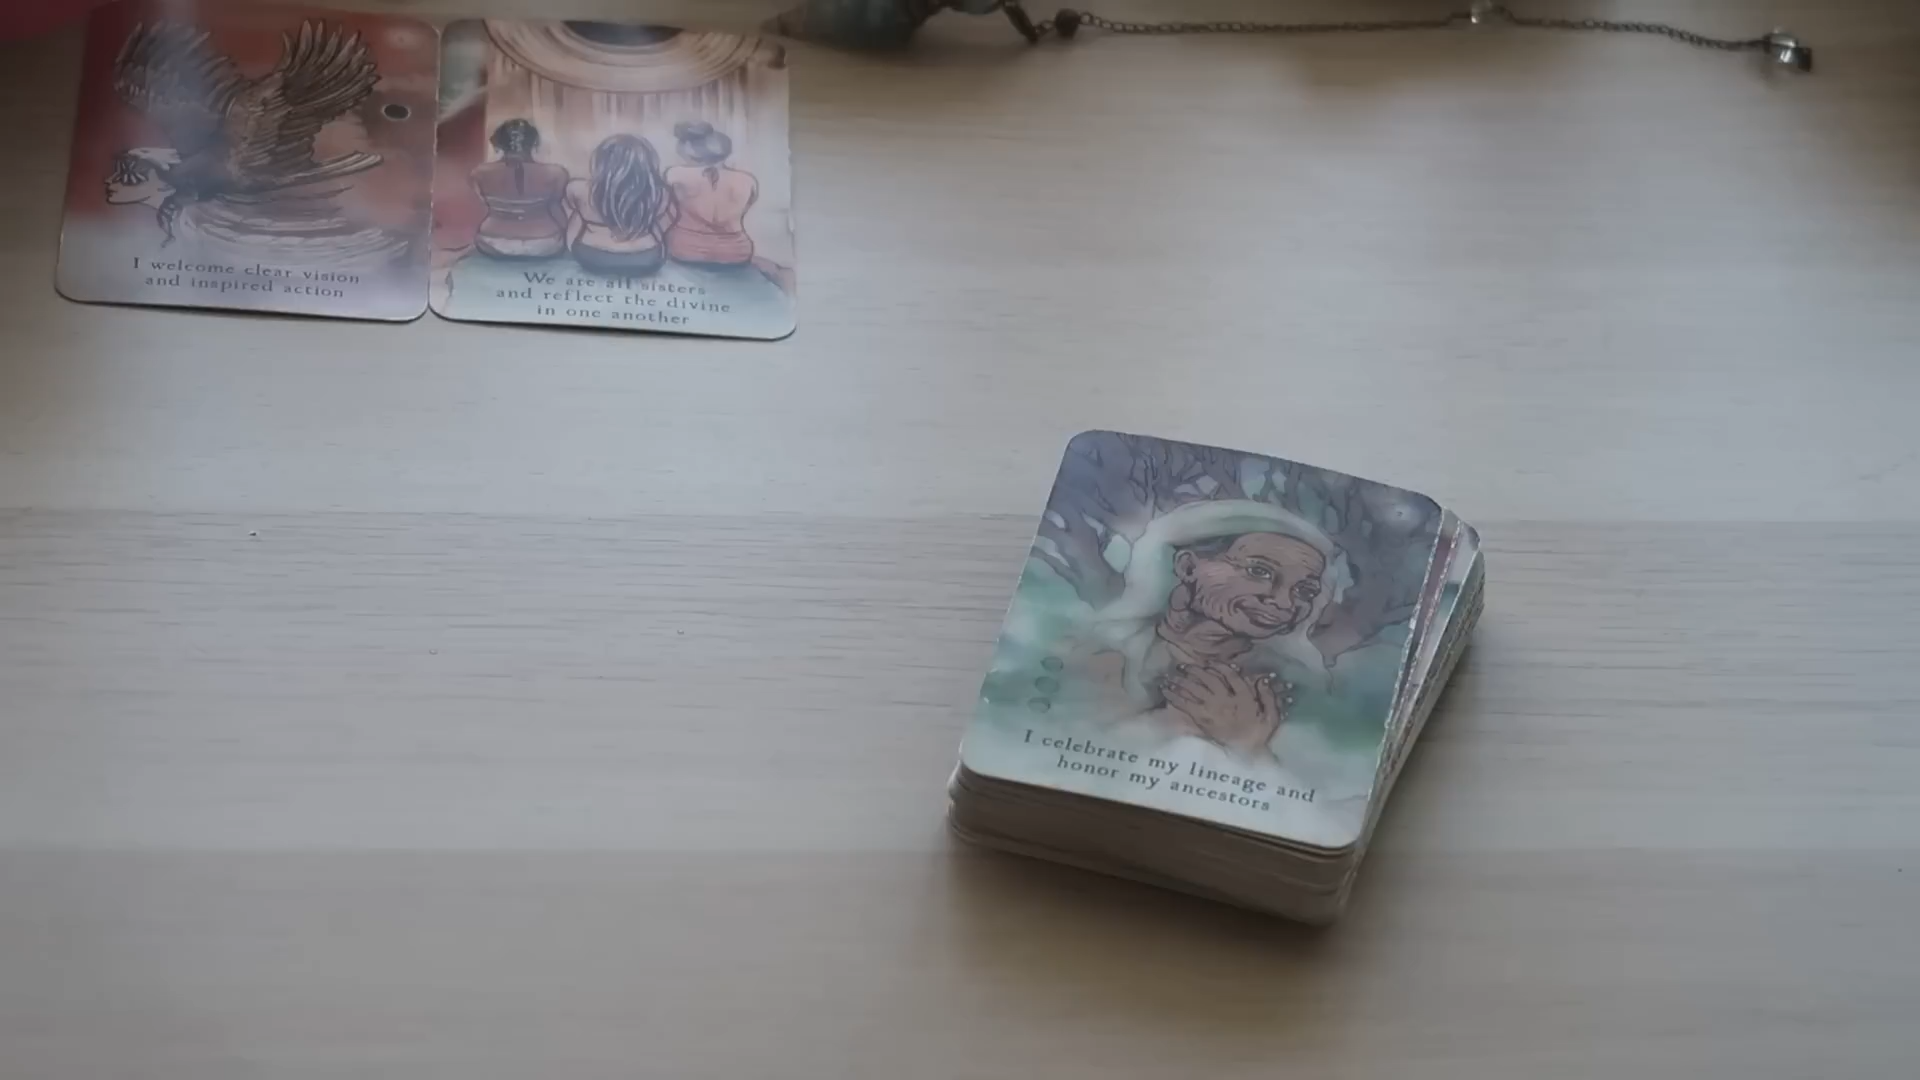 I welcome clear vision
and inspired action
We are all sisters
and reflect the divine
in one another
I celebrate my lineage and
honor my ancestors